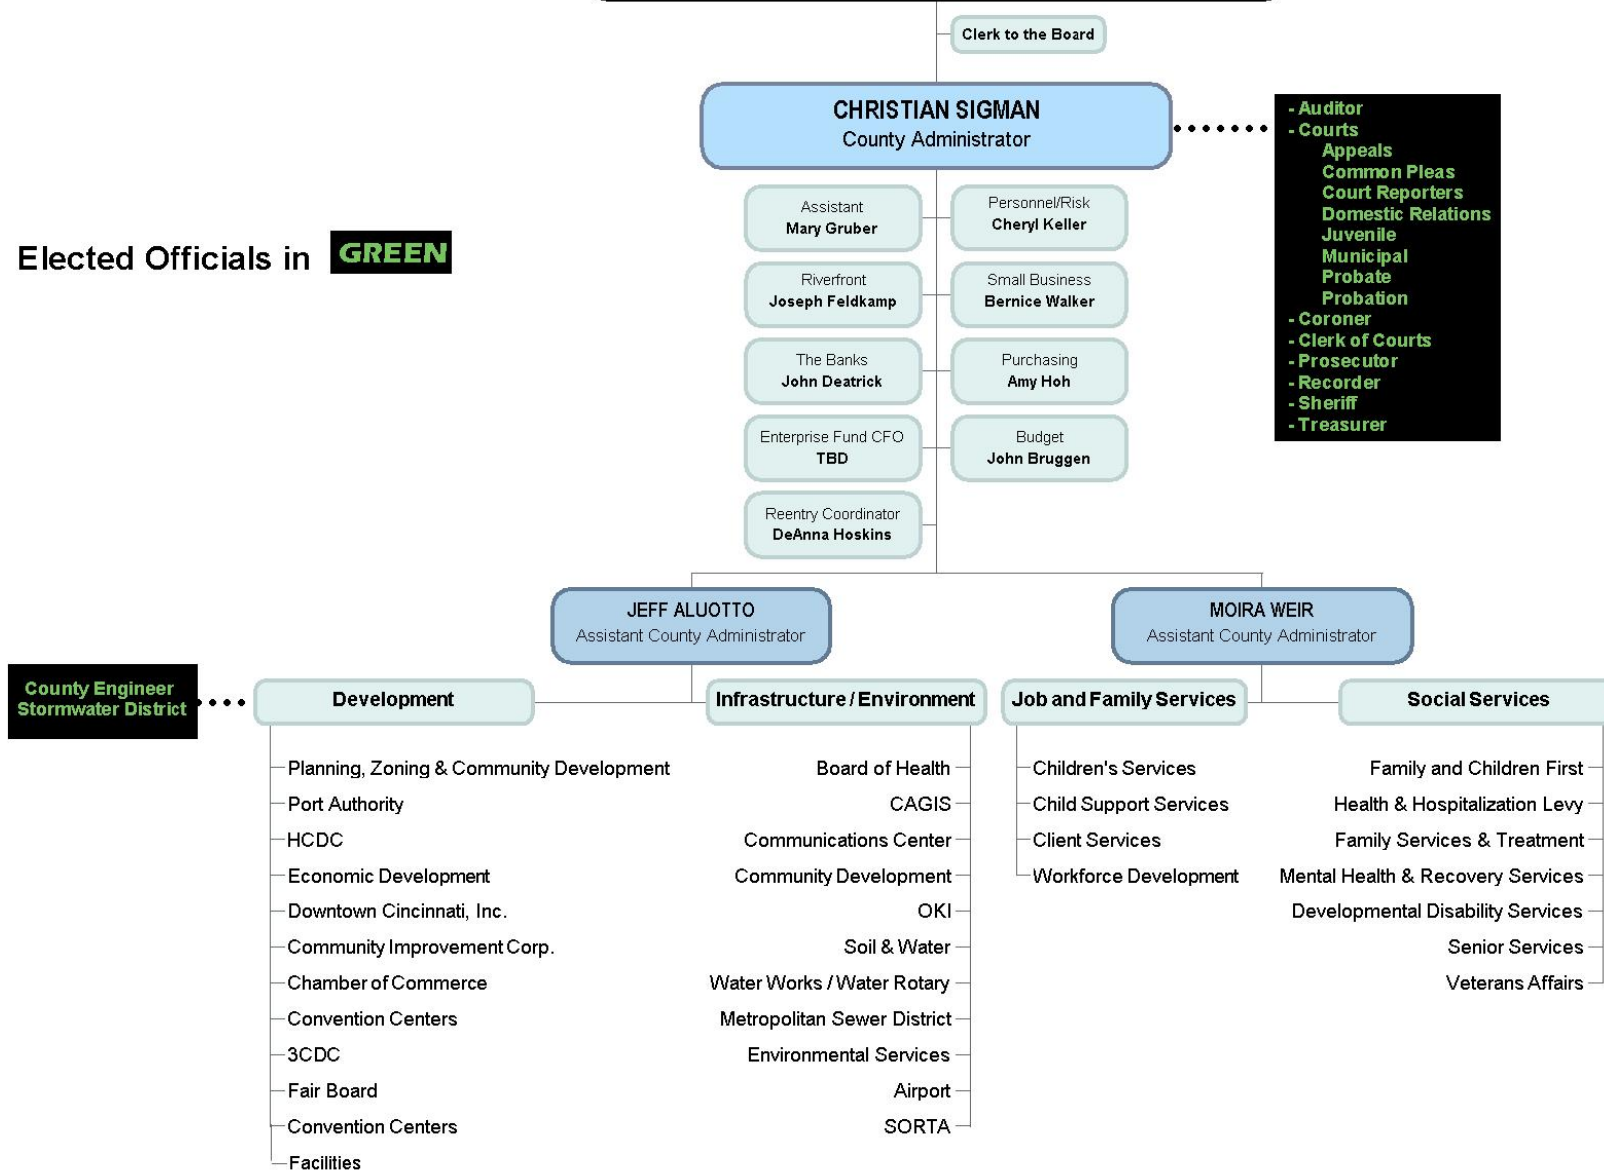 Clerk to the Board
CHRISTIAN SIGMAN
County Administrator
- Auditor
- Courts
Appeals
Common Pleas
Court Reporters
Domestic Relations
Juvenile
Municipal
Probate
Probation
- Coroner
- Clerk of Courts
- Prosecutor
- Recorder
- Sheriff
- Treasurer
Elected Officials in GREEN
Assistant
Mary Gruber
Personnel/Risk
Cheryl Keller
Riverfront
Joseph Feldkamp
Small Business
Bernice Walker
The Banks
John Deatrick
Purchasing
Amy Hoh
Enterprise Fund CFO
TBD
Budget
John Bruggen
Reentry Coordinator
DeAnna Hoskins
JEFF ALUOTTO
Assistant County Administrator
MOIRA WEIR
Assistant County Administrator
County Engineer
Stormwater District
Development
Planning, Zoning & Community Development
Port Authority
HCDC
Economic Development
Downtown Cincinnati, Inc.
Community Improvement Corp.
Chamber of Commerce
Convention Centers
3CDC
Fair Board
Convention Centers
Facilities
Infrastructure / Environment
Board of Health
CAGIS
Communications Center
Community Development
OKI
Soil & Water
Water Works / Water Rotary
Metropolitan Sewer District
Environmental Services
Airport
SORTA
Job and Family Services
Children's Services
Child Support Services
Client Services
Workforce Development
Social Services
Family and Children First
Health & Hospitalization Levy
Family Services & Treatment
Mental Health & Recovery Services
Developmental Disability Services
Senior Services
Veterans Affairs